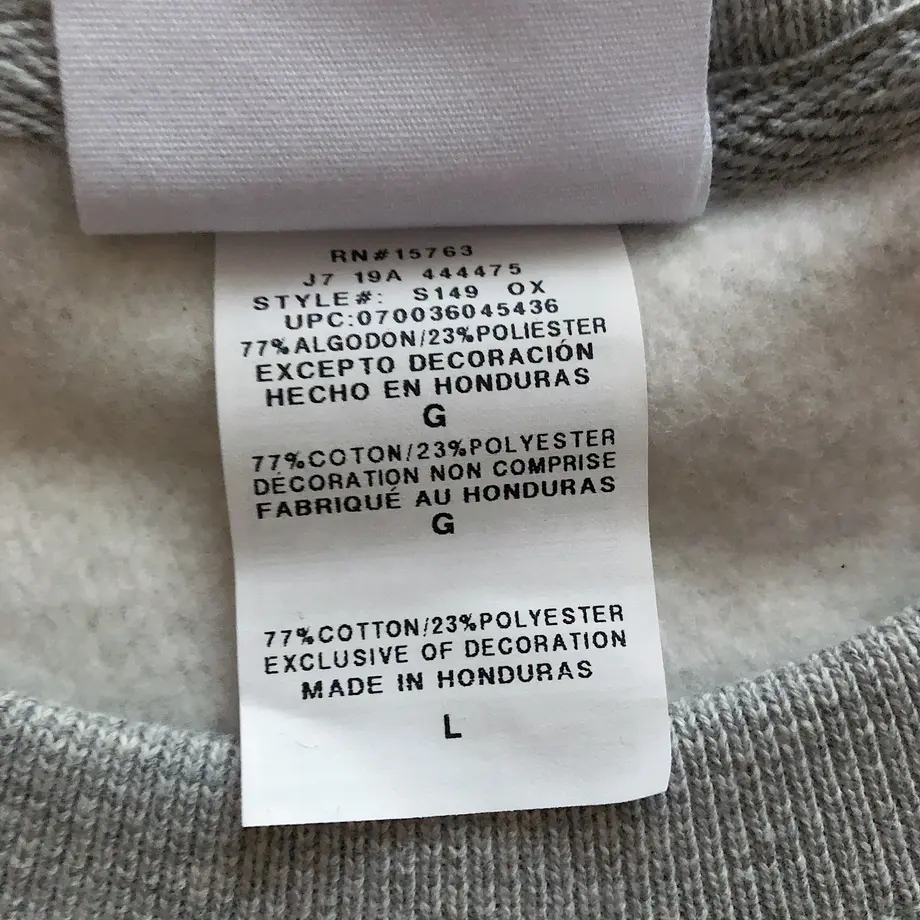 RN#15763
J7 19A 444475
STYLE#: S149 OX
UPC:070036045436
77%ALGODON/23%POLIESTER
EXCEPTO DECORACIÓN
HECHO EN HONDURAS
G
77%COTON/23%POLYESTER
DÉCORATION NON COMPRISE
FABRIQUÉ AU HONDURAS
G
77%COTTON/23%POLYESTER
EXCLUSIVE OF DECORATION
MADE IN HONDURAS
L